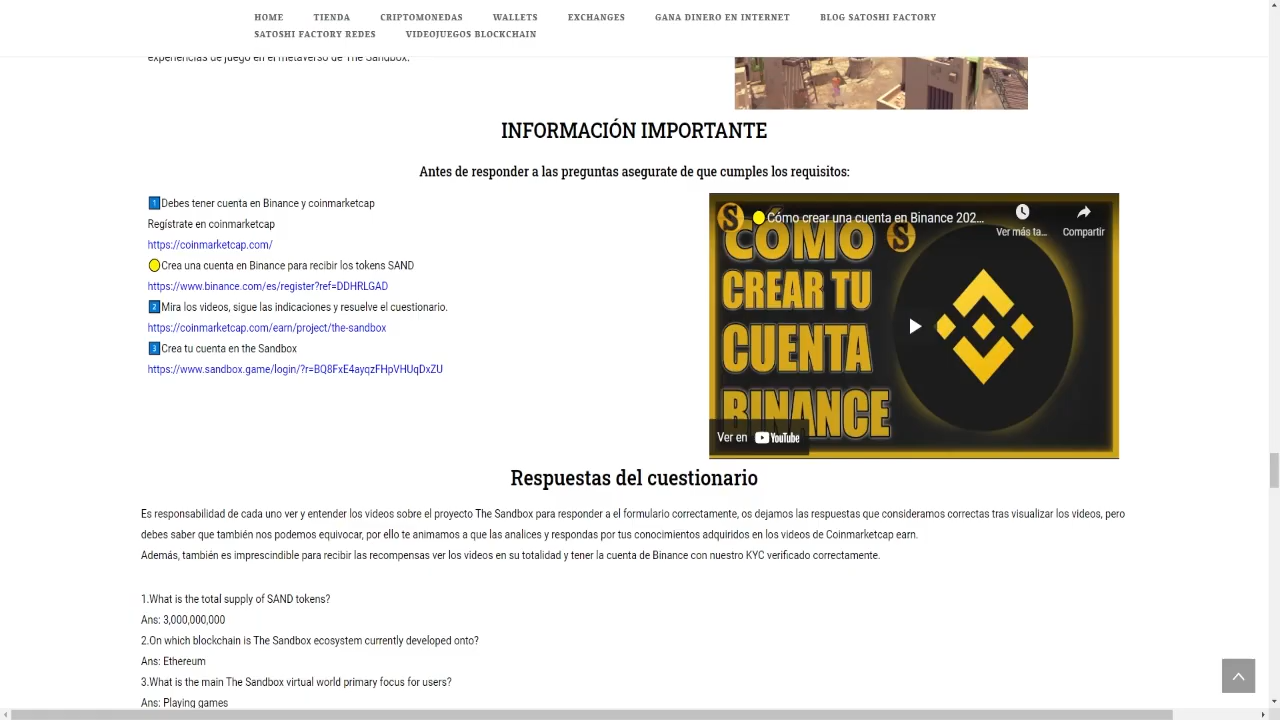 HOME TIENDA CRIPTOMONEDAS WALLETS EXCHANGES GANA DINERO EN INTERNET BLOG SATOSHI FACTORY
SATOSHI FACTORY REDES VIDEOJUEGOS BLOCKCHAIN
experiencias de juego en el metaverso de The Sandbox.
INFORMACIÓN IMPORTANTE
Antes de responder a las preguntas asegurate de que cumples los requisitos:
1 Debes tener cuenta en Binance y coinmarketcap
Regístrate en coinmarketcap
https://coinmarketcap.com/
Crea una cuenta en Binance para recibir los tokens SAND
https://www.binance.com/es/register?ref=DDHRLGAD
2 Mira los videos, sigue las indicaciones y resuelve el cuestionario.
https://coinmarketcap.com/earn/project/the-sandbox
3 Crea tu cuenta en the Sandbox
https://www.sandbox.game/login/?r=BQ8FxE4ayqzFHpVHUqDxZU
Cómo crear una cuenta en Binance 202...
Ver más ta... Compartir
CÓMO
CREAR TU
CUENTA
BINANCE
Ver en YouTube
Respuestas del cuestionario
Es responsabilidad de cada uno ver y entender los videos sobre el proyecto The Sandbox para responder a el formulario correctamente, os dejamos las respuestas que consideramos correctas tras visualizar los videos, pero
debes saber que también nos podemos equivocar, por ello te animamos a que las analices y respondas por tus conocimientos adquiridos en los videos de Coinmarketcap earn.
Además, también es imprescindible para recibir las recompensas ver los videos en su totalidad y tener la cuenta de Binance con nuestro KYC verificado correctamente.
1.What is the total supply of SAND tokens?
Ans: 3,000,000,000
2.On which blockchain is The Sandbox ecosystem currently developed onto?
Ans: Ethereum
3.What is the main The Sandbox virtual world primary focus for users?
Ans: Playing games